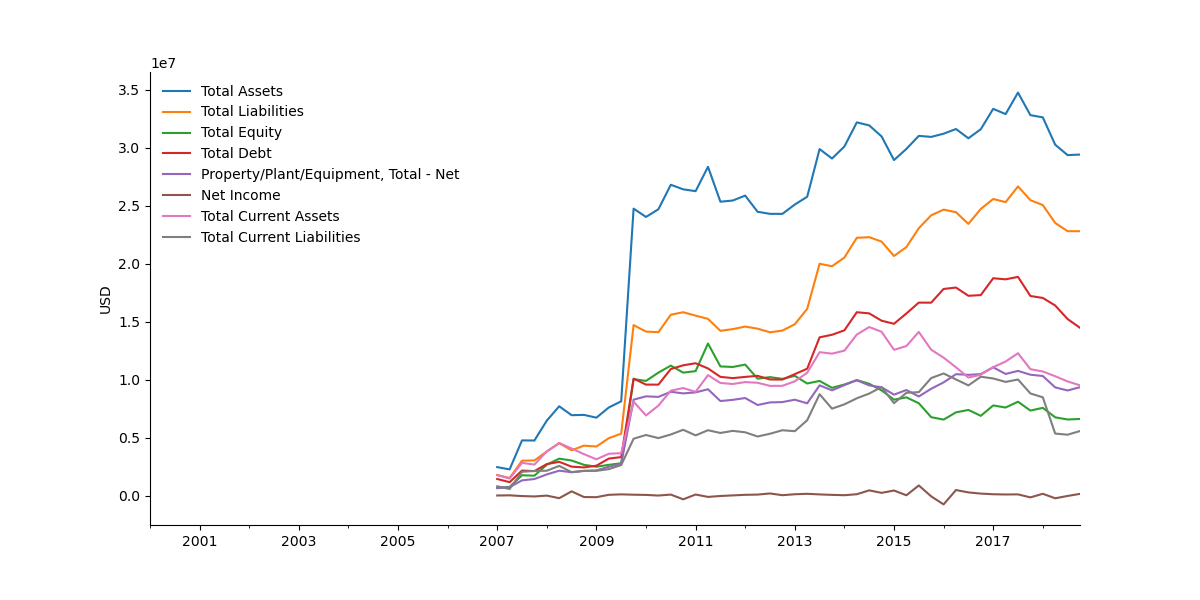 1e7
3.5
3.0
2.5
2.0
1.5
1.0
0.5
0.0
USD
Total Assets
Total Liabilities
Total Equity
Total Debt
Property/Plant/Equipment, Total - Net
Net Income
Total Current Assets
Total Current Liabilities
2001 2003 2005 2007 2009 2011 2013 2015 2017